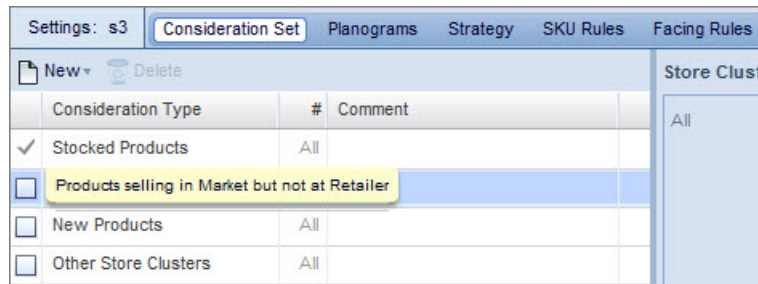 Settings: s3 Consideration Set Planograms Strategy SKU Rules Facing Rules
New Delete
Consideration Type # Comment
Stocked Products All
Products selling in Market but not at Retailer
New Products All
Other Store Clusters All
Store Clust
All